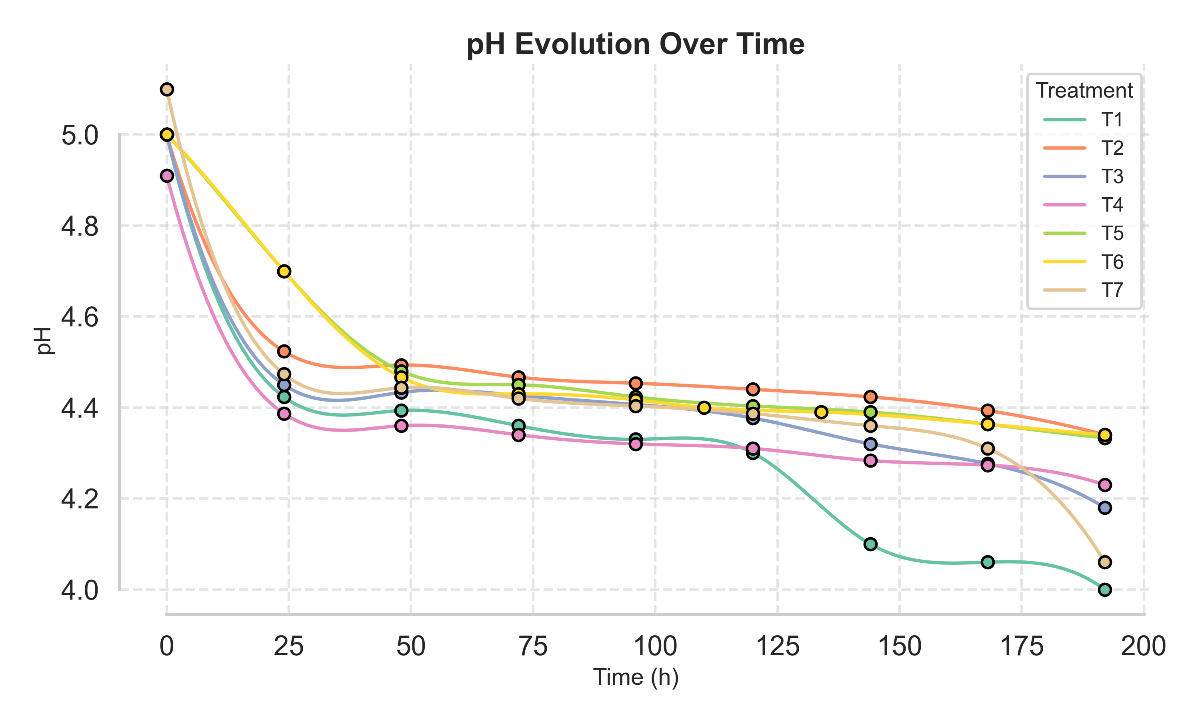 pH Evolution Over Time
Treatment
T1
T2
T3
T4
T5
T6
T7
pH
5.0
4.8
4.6
4.4
4.2
4.0
0 25 50 75 100 125 150 175 200
Time (h)